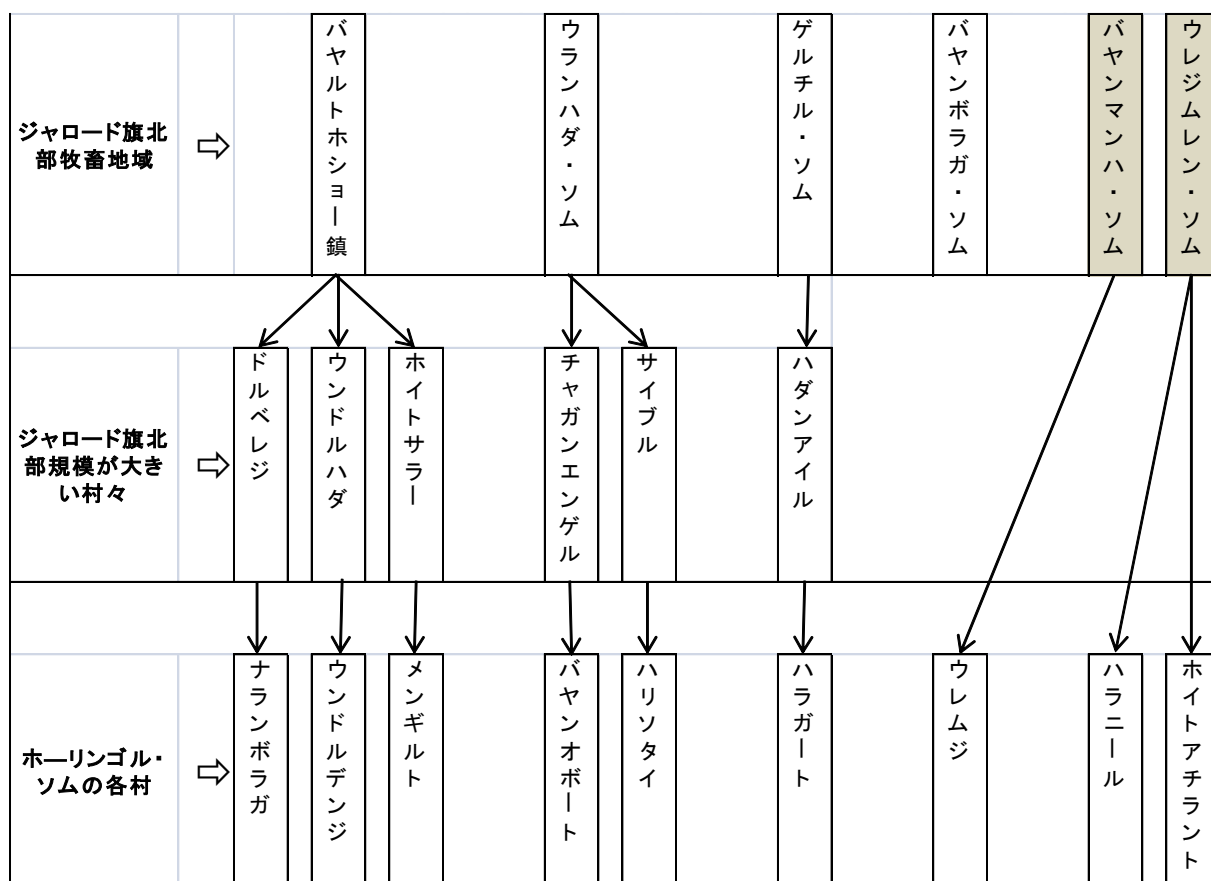 ジャロード旗北
部牧畜地域
⇨
バヤルトホショー鎮
ウランハダ・ソム
ゲルチル・ソム
バヤンボラガ・ソム
バヤンマンハ・ソム
ウレジムレン・ソム
ジャロード旗北
部規模が大き
い村々
⇨
ドルベレジ
ウンドルハダ
ホイトサラー
チャガンエンゲル
サイブル
ハダンアイル
ホ―リンゴル・
ソムの各村
⇨
ナランボラガ
ウンドルデンジ
メンギルト
バヤンオボート
ハリソタイ
ハラガート
ウレムジ
ハラニール
ホイトアチラント